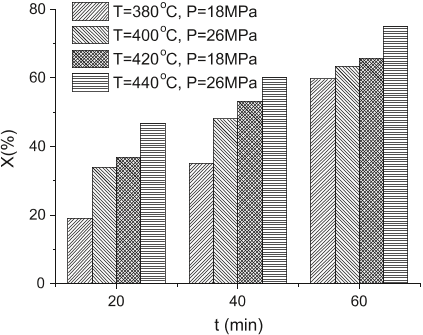 80
T=380°C, P=18MPa
T=400°C, P=26MPa
60
T=420°C, P=18MPa
T=440°C, P=26MPa
X(%)
40
20
0
20 40 60
t (min)